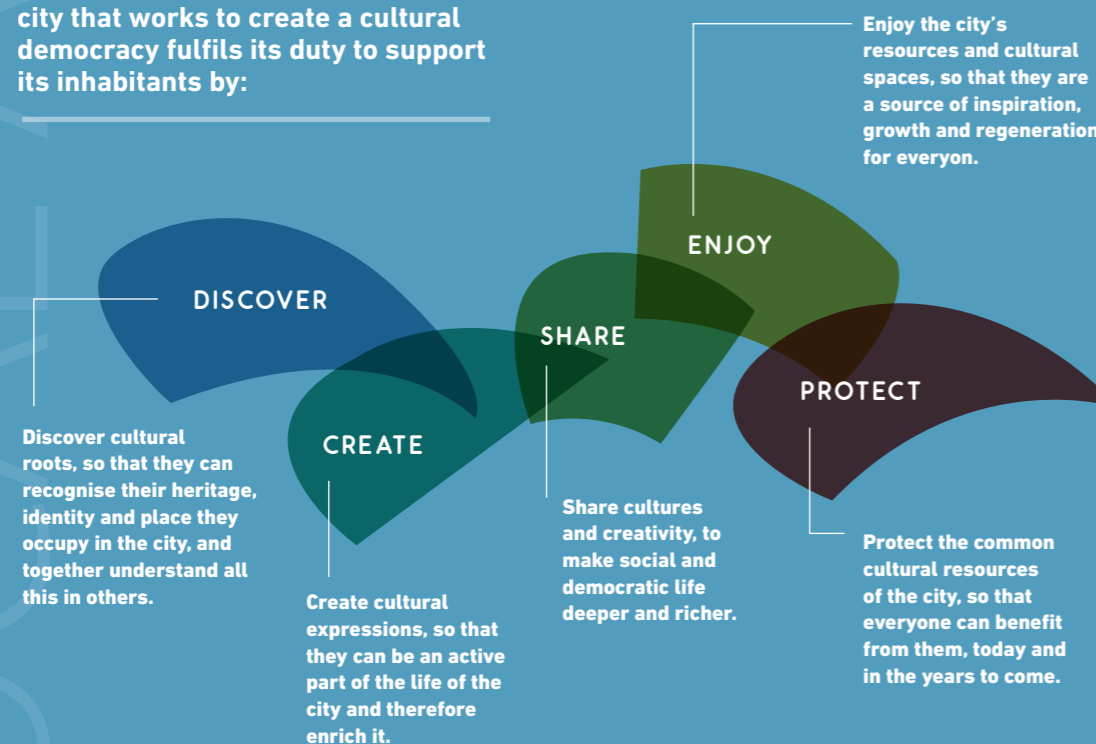 city that works to create a cultural
democracy fulfils its duty to support
its inhabitants by:
DISCOVER
Discover cultural
roots, so that they can
recognise their heritage,
identity and place they
occupy in the city, and
together understand all
this in others.
CREATE
Create cultural
expressions, so that
they can be an active
part of the life of the
city and therefore
enrich it.
SHARE
Share cultures
and creativity, to
make social and
democratic life
deeper and richer.
ENJOY
Enjoy the city’s
resources and cultural
spaces, so that they are
a source of inspiration,
growth and regeneration
for everyon.
PROTECT
Protect the common
cultural resources
of the city, so that
everyone can benefit
from them, today and
in the years to come.